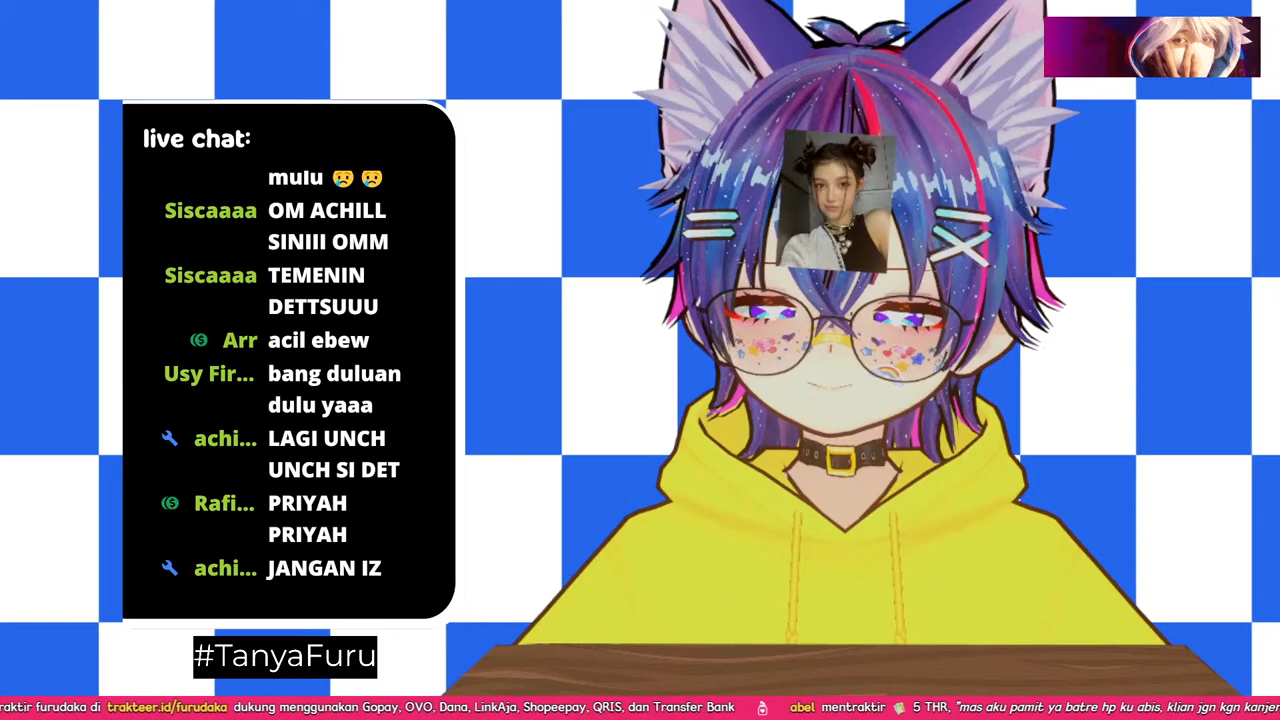 live chat:
mulu 😢 😢
Siscaaaa OM ACHILL
SINIII OMM
Siscaaaa TEMENIN
DETTSUUU
Arr acil ebew
Usy Fir... bang duluan
dulu yaaa
achi... LAGI UNCH
UNCH SI DET
Rafi... PRIYAH
PRIYAH
achi... JANGAN IZ
#TanyaFuru
raktir furudaka di trakteer.id/furudaka dukung menggunakan Gopay, OVO, Dana, LinkAja, Shopeepay, QRIS, dan Transfer Bank abel mentraktir 5 THR, "mas aku pamit ya batre hp ku abis, klian jgn kgn kanjer